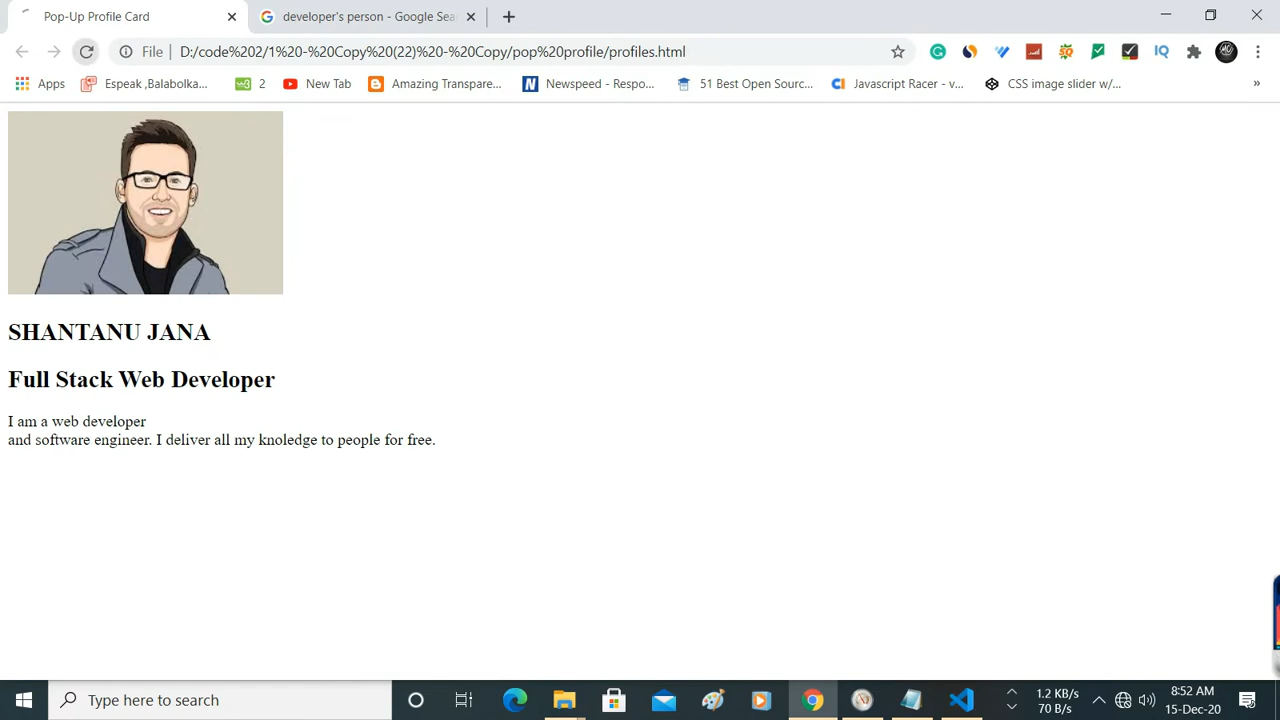 Pop-Up Profile Card
developer's person - Google Sea
File
D:/code%202/1%20-%20Copy%20(22)%20-%20Copy/pop%20profile/profiles.html
IQ
Apps
Espeak ,Balabolka...
2
New Tab
Amazing Transpare...
Newspeed - Respo...
51 Best Open Sourc...
Javascript Racer - v...
CSS image slider w/...
»
SHANTANU JANA
Full Stack Web Developer
I am a web developer
and software engineer. I deliver all my knoledge to people for free.
Type here to search
1.2 KB/s
70 B/s
8:52 AM
15-Dec-20